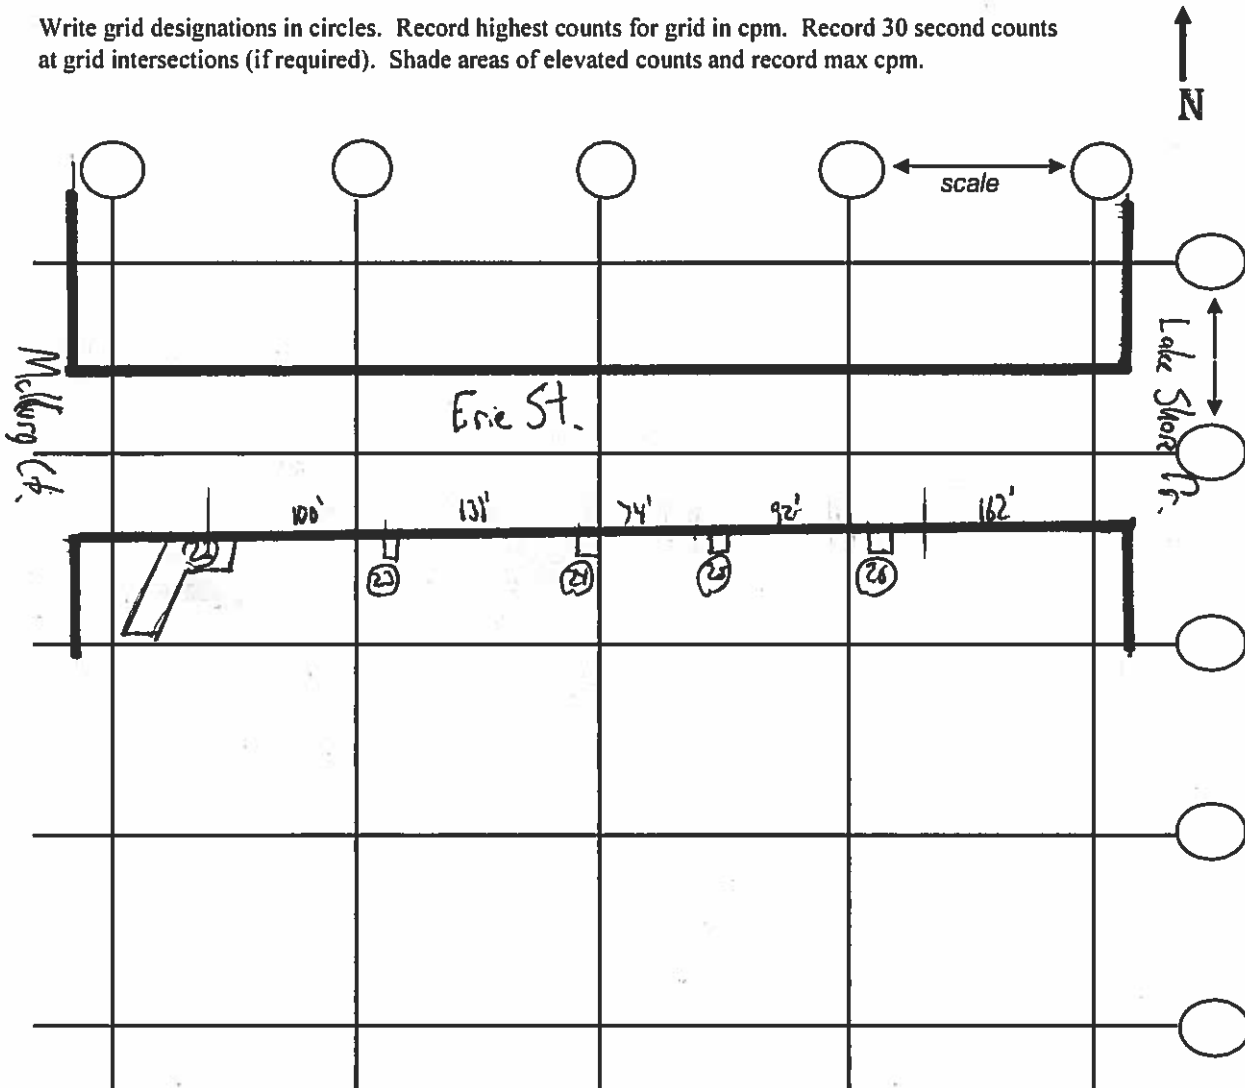 Write grid designations in circles. Record highest counts for grid in cpm. Record 30 second counts
at grid intersections (if required). Shade areas of elevated counts and record max cpm.
N
scale
McClurg Ct.
Erie St.
Lake Shore Dr.
100' 131' 74' 92' 162'
23 24 25 26